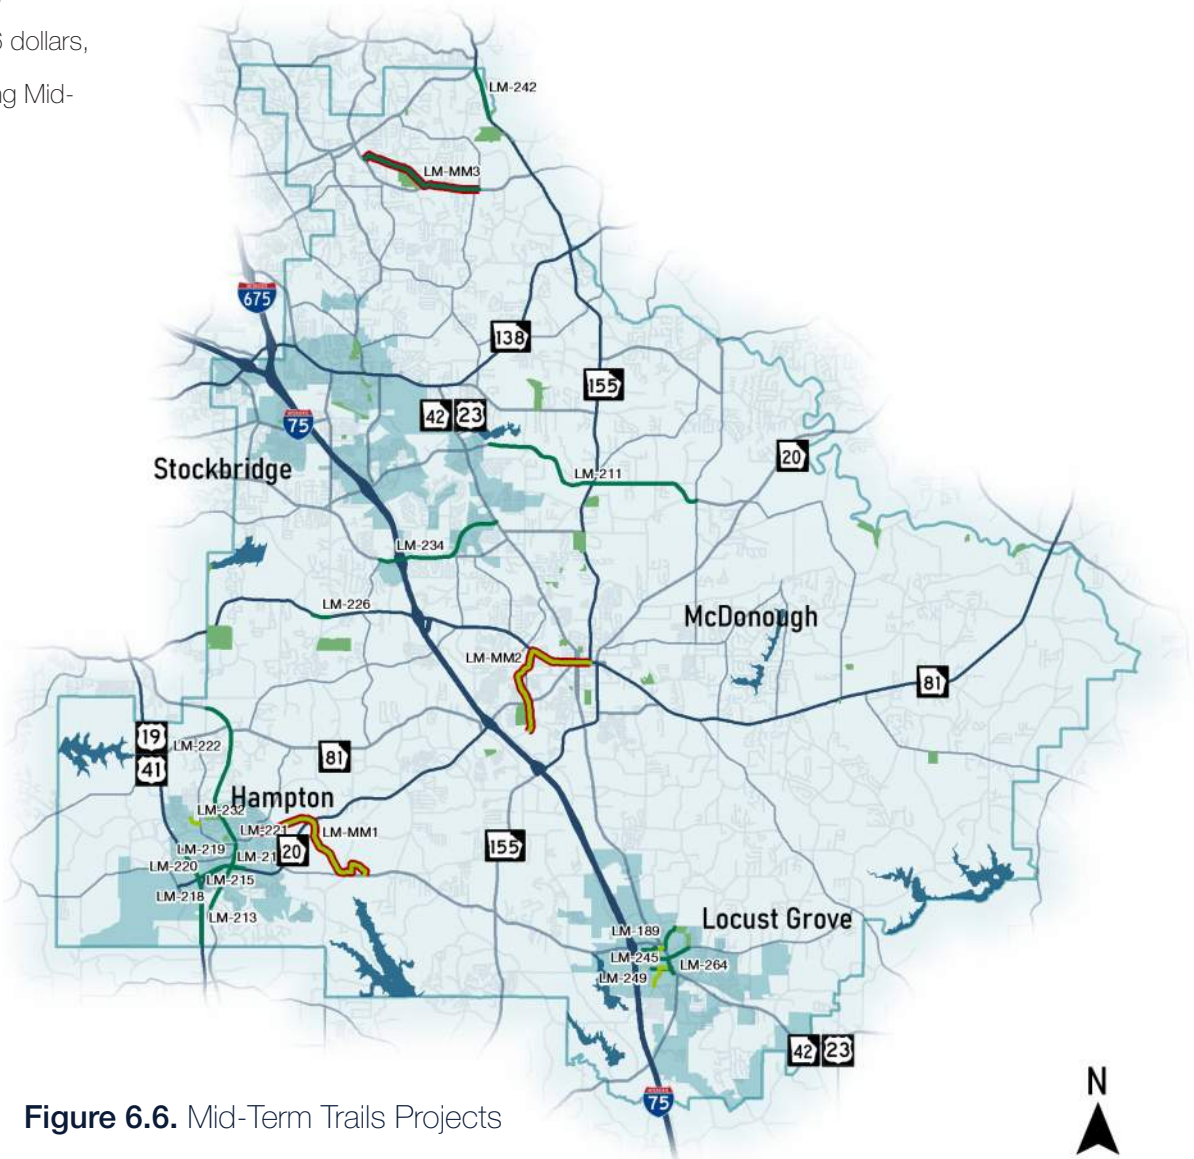 6 dollars,
g Mid-
LM-242
LM-MM3
675
138
155
42 23
75
20
Stockbridge
LM-211
LM-234
LM-226
McDonough
LM-MM2
81
19
41
LM-222
81
Hampton
LM-232
LM-221
LM-MM1
LM-219
LM-21
20
155
LM-220
LM-215
LM-218
LM-213
Locust Grove
LM-189
LM-245
LM-264
LM-249
42 23
75
N
Figure 6.6. Mid-Term Trails Projects